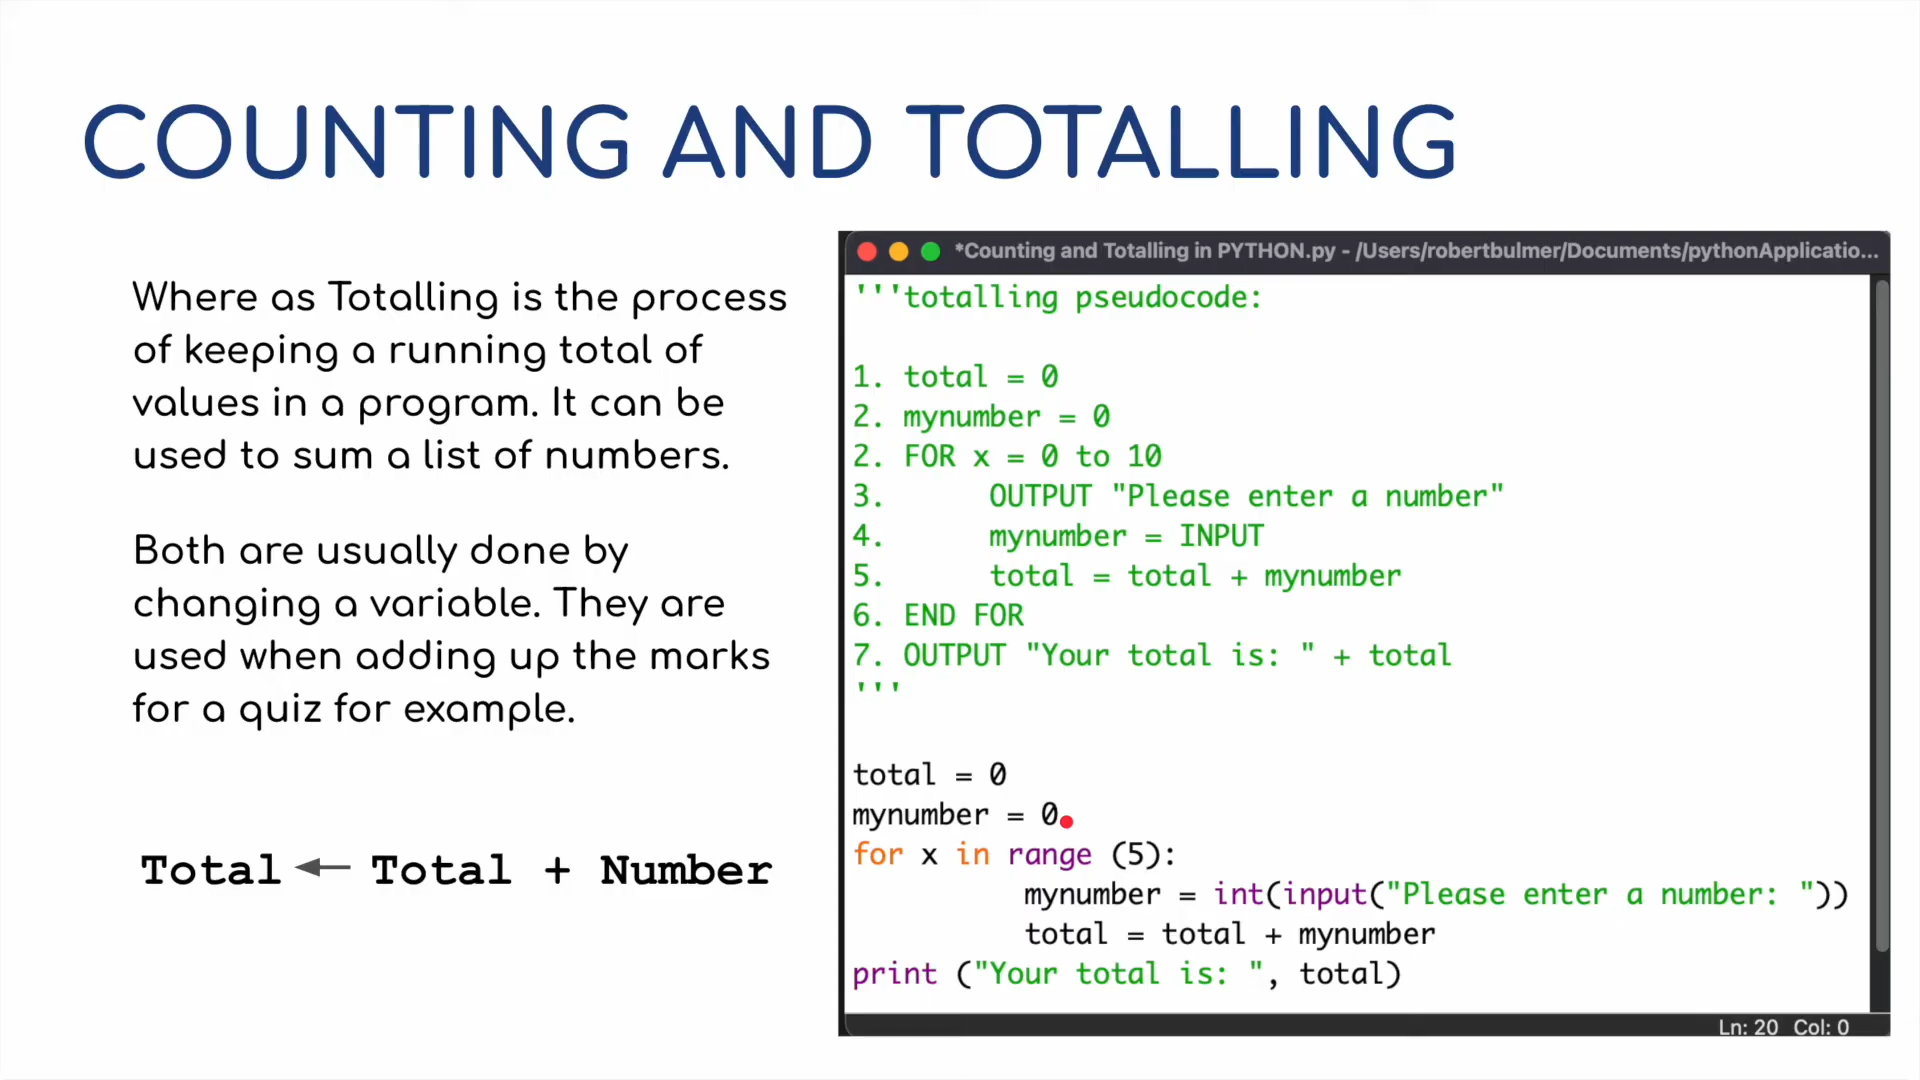 COUNTING AND TOTALLING
Where as Totalling is the process
of keeping a running total of
values in a program. It can be
used to sum a list of numbers.
Both are usually done by
changing a variable. They are
used when adding up the marks
for a quiz for example.
Total ← Total + Number
*Counting and Totalling in PYTHON.py - /Users/robertbulmer/Documents/pythonApplicatio...
'''totalling pseudocode:
1. total = 0
2. mynumber = 0
2. FOR x = 0 to 10
3.      OUTPUT "Please enter a number"
4.      mynumber = INPUT
5.      total = total + mynumber
6. END FOR
7. OUTPUT "Your total is: " + total
'''
total = 0
mynumber = 0
for x in range (5):
          mynumber = int(input("Please enter a number: "))
          total = total + mynumber
print ("Your total is: ", total)
Ln: 20 Col: 0